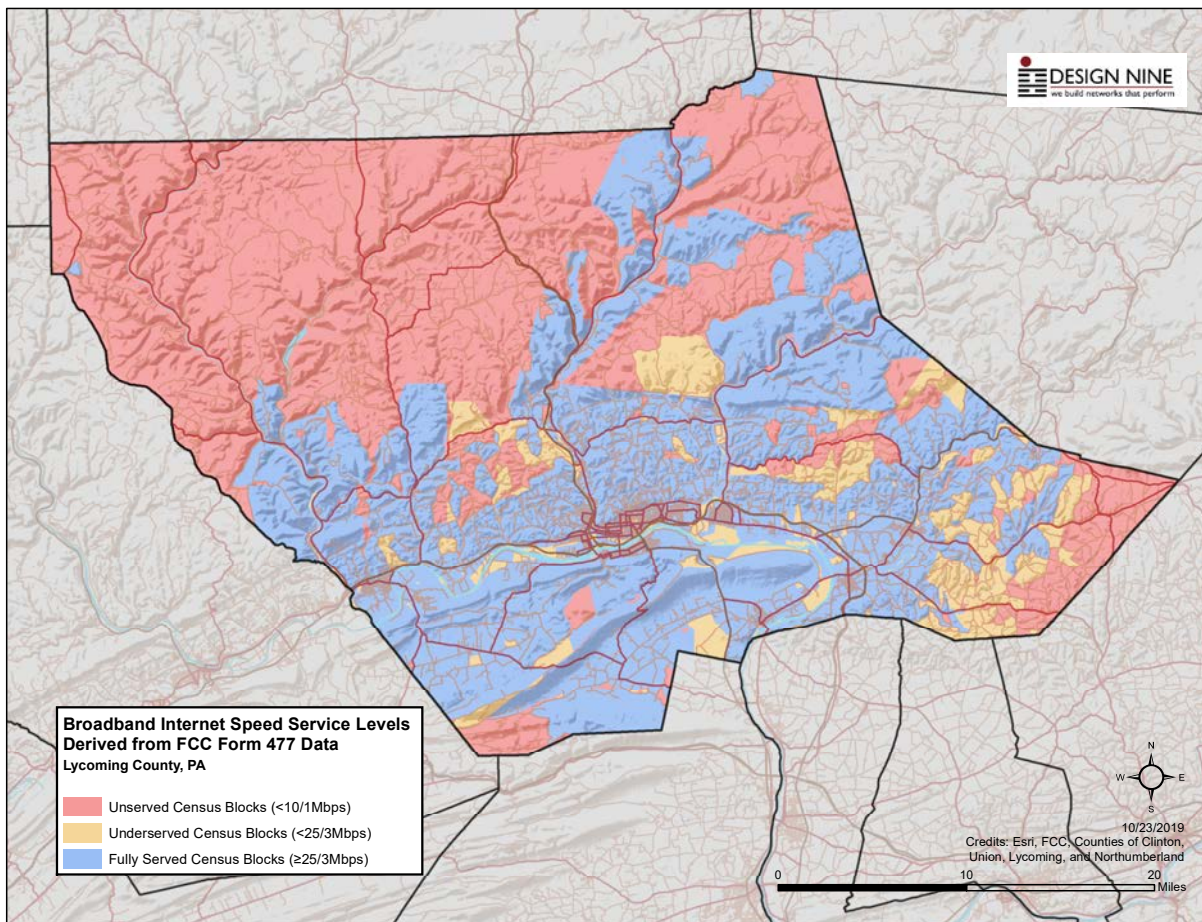 DESIGN NINE
we build networks that perform
Broadband Internet Speed Service Levels
Derived from FCC Form 477 Data
Lycoming County, PA
Unserved Census Blocks (<10/1Mbps)
Underserved Census Blocks (<25/3Mbps)
Fully Served Census Blocks (≥25/3Mbps)
N
W E
S
10/23/2019
Credits: Esri, FCC, Counties of Clinton,
Union, Lycoming, and Northumberland
0 10 20
Miles